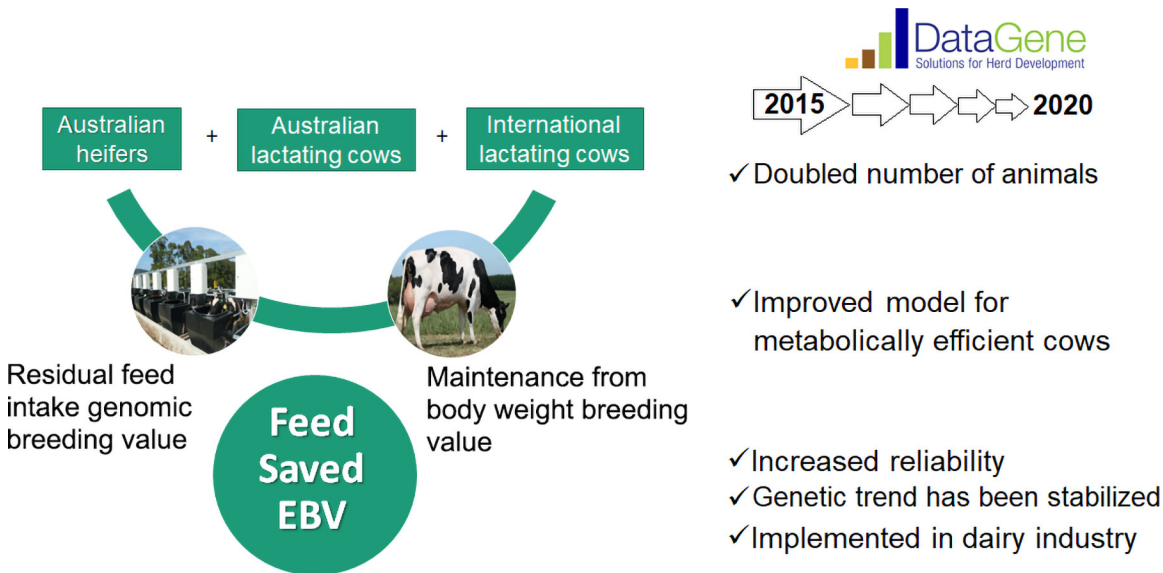 Australian
heifers
+
Australian
lactating cows
+
International
lactating cows
Residual feed
intake genomic
breeding value
Maintenance from
body weight breeding
value
Feed
Saved
EBV
DataGene
Solutions for Herd Development
2015
2020
✓Doubled number of animals
✓Improved model for
metabolically efficient cows
✓Increased reliability
✓Genetic trend has been stabilized
✓Implemented in dairy industry